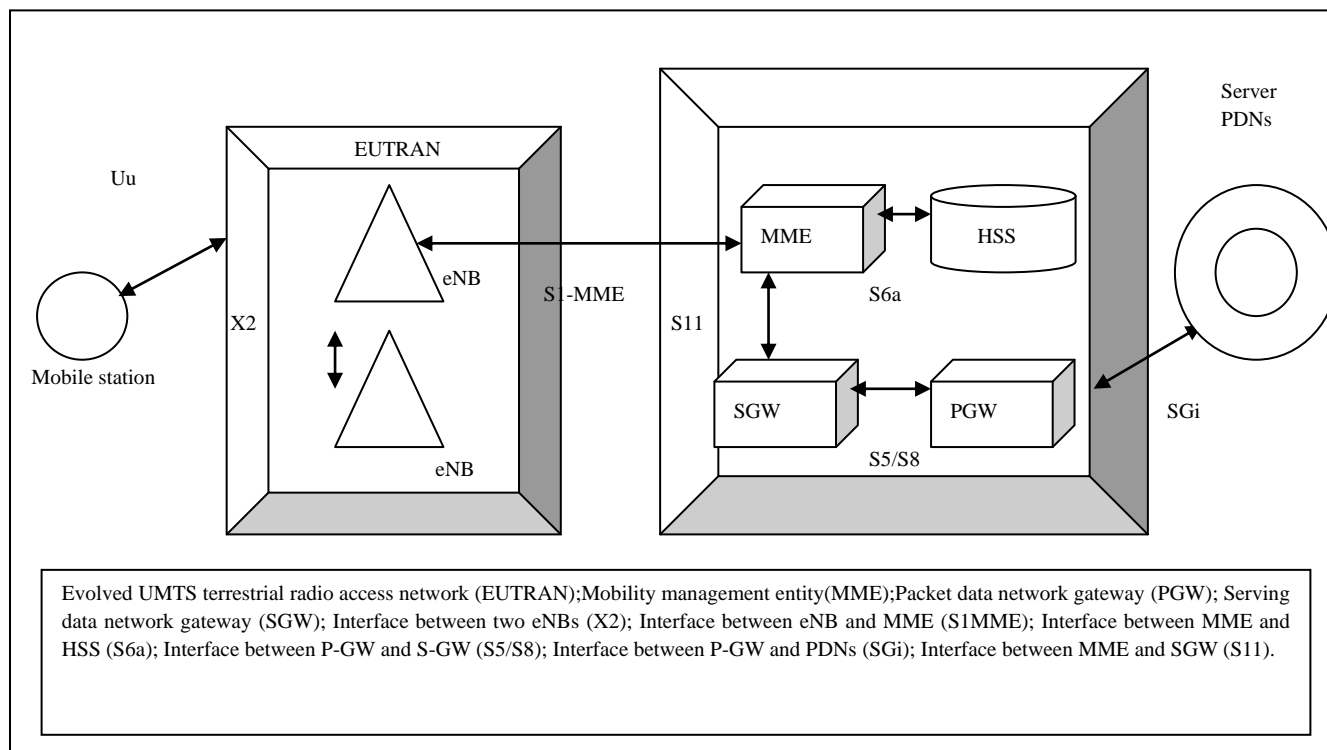 Server
PDNs
EUTRAN
Uu
MME
HSS
eNB
S1-MME
S6a
X2
S11
Mobile station
SGW
PGW
SGi
S5/S8
eNB
Evolved UMTS terrestrial radio access network (EUTRAN);Mobility management entity(MME);Packet data network gateway (PGW); Serving
data network gateway (SGW); Interface between two eNBs (X2); Interface between eNB and MME (S1MME); Interface between MME and
HSS (S6a); Interface between P-GW and S-GW (S5/S8); Interface between P-GW and PDNs (SGi); Interface between MME and SGW (S11).